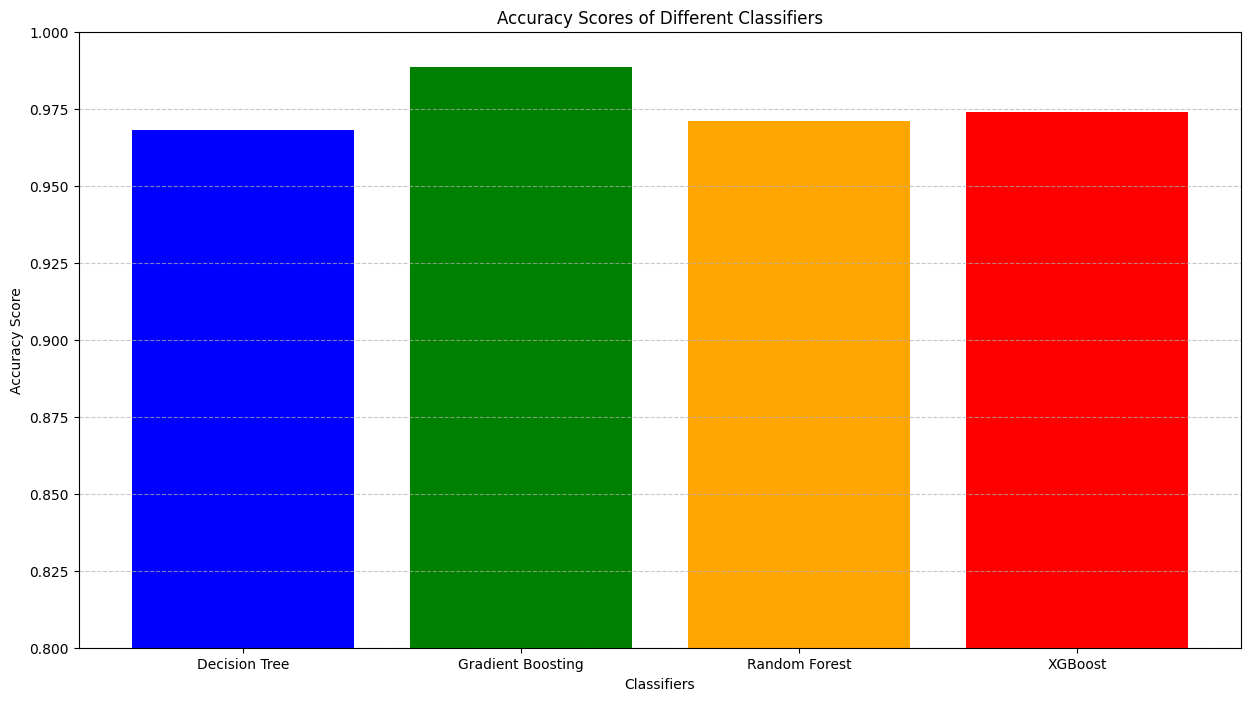 Accuracy Scores of Different Classifiers
1.000
0.975
0.950
0.925
0.900
0.875
0.850
0.825
0.800
Accuracy Score
Decision Tree Gradient Boosting Random Forest XGBoost
Classifiers